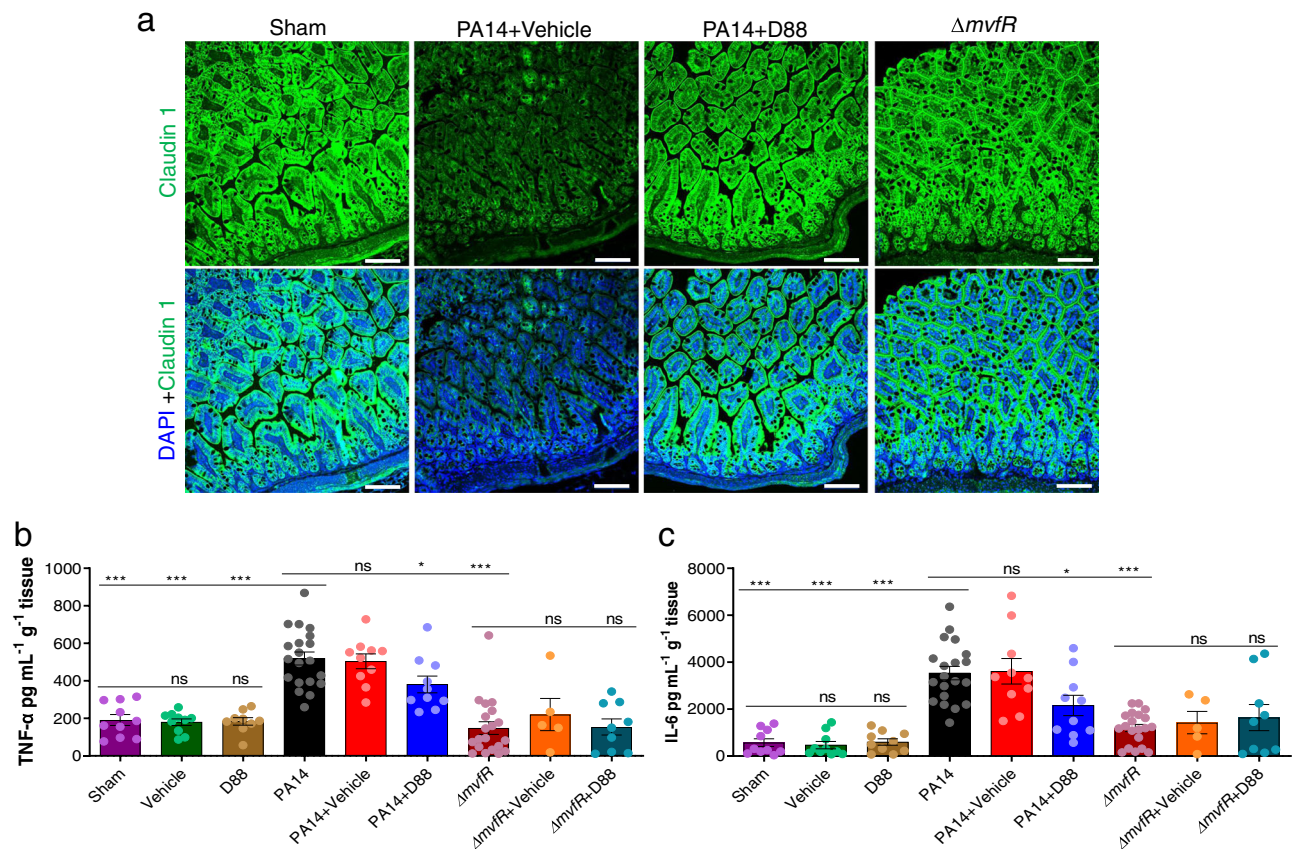 a
Sham
PA14+Vehicle
PA14+D88
ΔmvfR
Claudin 1
DAPI +Claudin 1
b
TNF-α pg mL⁻¹ g⁻¹ tissue
1000
800
600
400
200
0
*** *** *** ns * ***
ns ns
ns ns
Sham
Vehicle
D88
PA14
PA14+Vehicle
PA14+D88
ΔmvfR
ΔmvfR+Vehicle
ΔmvfR+D88
c
IL-6 pg mL⁻¹ g⁻¹ tissue
8000
6000
4000
2000
0
*** *** *** ns * ***
ns ns
ns ns
Sham
Vehicle
D88
PA14
PA14+Vehicle
PA14+D88
ΔmvfR
ΔmvfR+Vehicle
ΔmvfR+D88